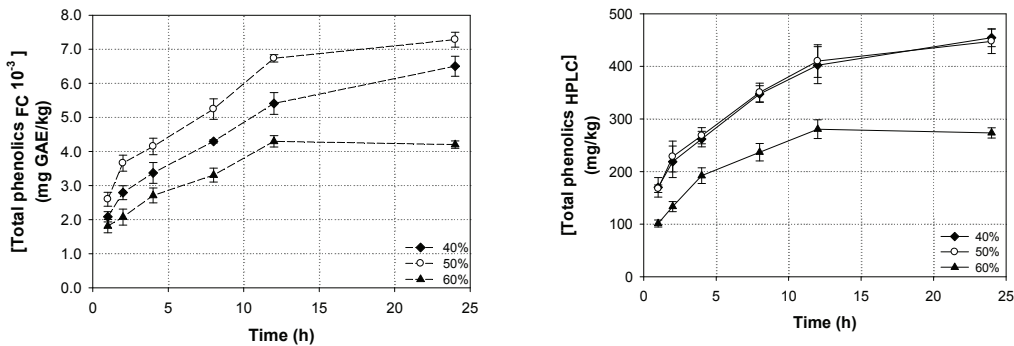 [Total phenolics FC 10-3]
(mg GAE/kg)
8.0
7.0
6.0
5.0
4.0
3.0
2.0
1.0
0.0
0 5 10 15 20 25
Time (h)
40%
50%
60%
[Total phenolics HPLC]
(mg/kg)
500
400
300
200
100
0
0 5 10 15 20 25
Time (h)
40%
50%
60%